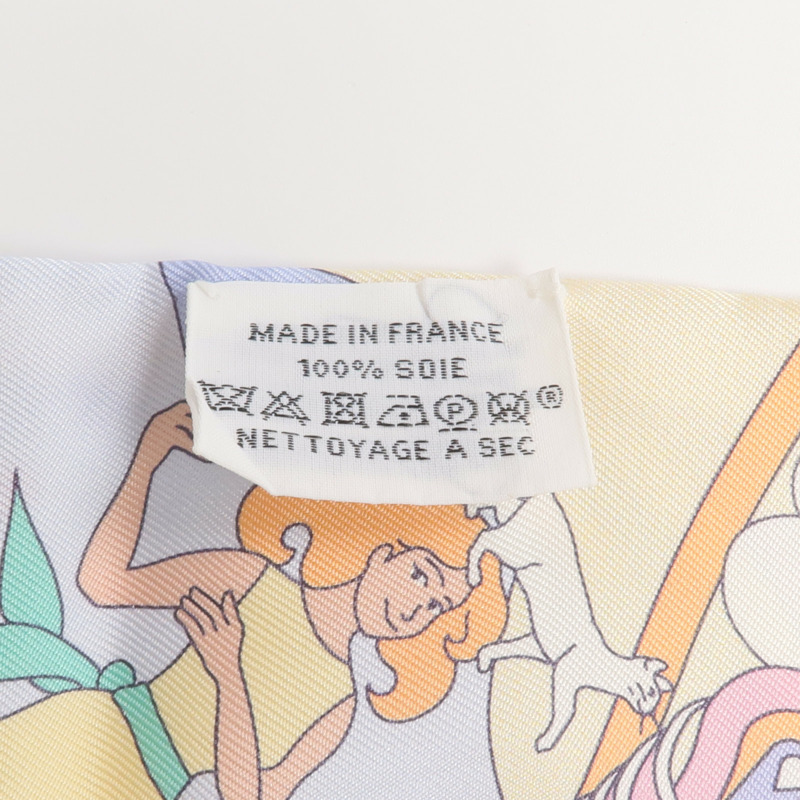 MADE IN FRANCE
100% SOIE
P ®
NETTOYAGE A SEC